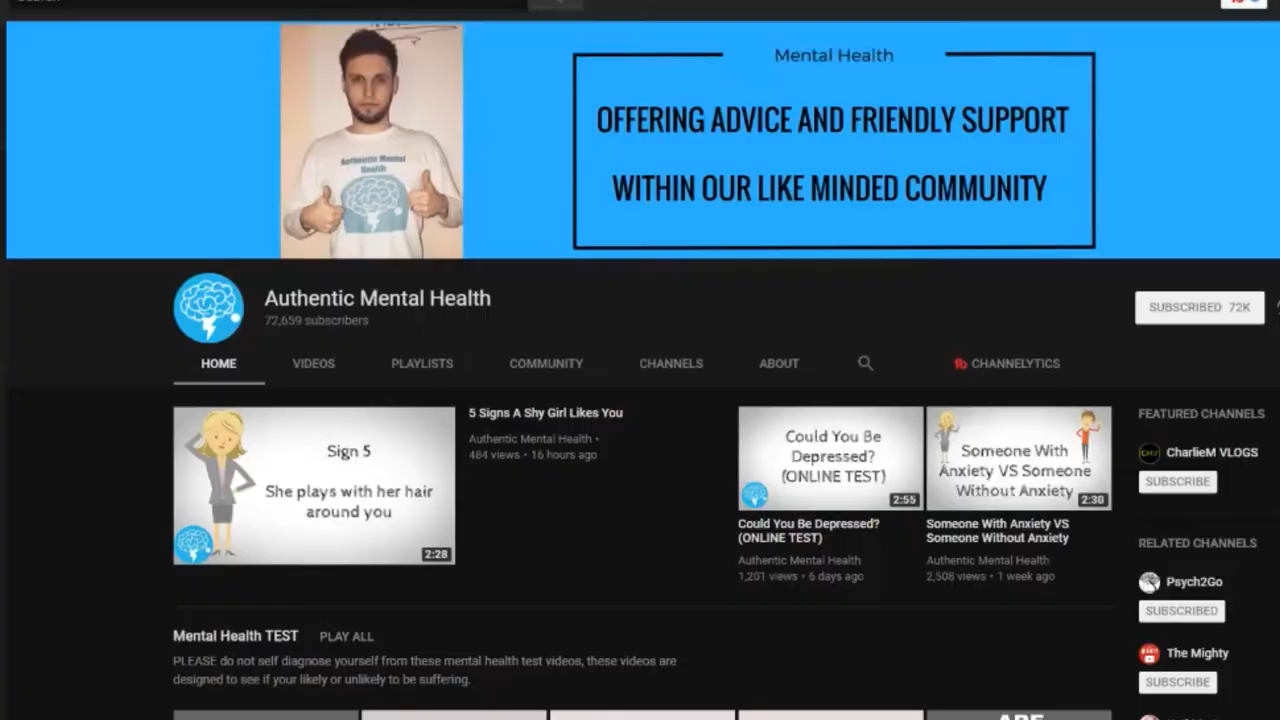 Mental Health
OFFERING ADVICE AND FRIENDLY SUPPORT
WITHIN OUR LIKE MINDED COMMUNITY
Authentic Mental
Health
Authentic Mental Health
72,659 subscribers
SUBSCRIBED 72K
HOME
VIDEOS
PLAYLISTS
COMMUNITY
CHANNELS
ABOUT
CHANNELYTICS
Sign 5
She plays with her hair
around you
2:28
5 Signs A Shy Girl Likes You
Authentic Mental Health •
484 views • 16 hours ago
Could You Be
Depressed?
(ONLINE TEST)
2:55
Could You Be Depressed?
(ONLINE TEST)
Authentic Mental Health
1,201 views • 6 days ago
Someone With
Anxiety VS Someone
Without Anxiety
2:30
Someone With Anxiety VS
Someone Without Anxiety
Authentic Mental Health
2,508 views • 1 week ago
FEATURED CHANNELS
CharlieM VLOGS
SUBSCRIBE
RELATED CHANNELS
Psych2Go
SUBSCRIBED
The Mighty
SUBSCRIBE
Mental Health TEST PLAY ALL
PLEASE do not self diagnose yourself from these mental health test videos, these videos are
designed to see if your likely or unlikely to be suffering.
ARE